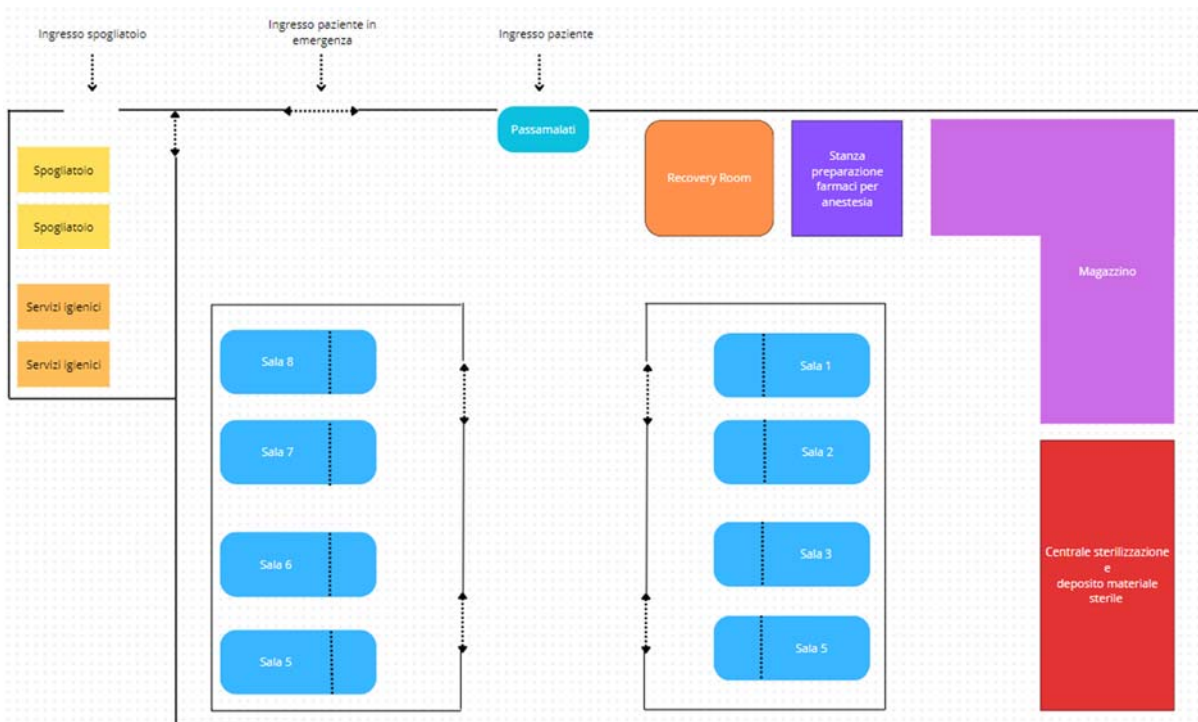 Ingresso spogliatoio
Ingresso paziente in
emergenza
Ingresso paziente
Passamalati
Spogliatoio
Spogliatoio
Servizi igienici
Servizi igienici
Recovery Room
Stanza
preparazione
farmaci per
anestesia
Magazzino
Sala 8
Sala 7
Sala 6
Sala 5
Sala 1
Sala 2
Sala 3
Sala 5
Centrale sterilizzazione
e
deposito materiale
sterile